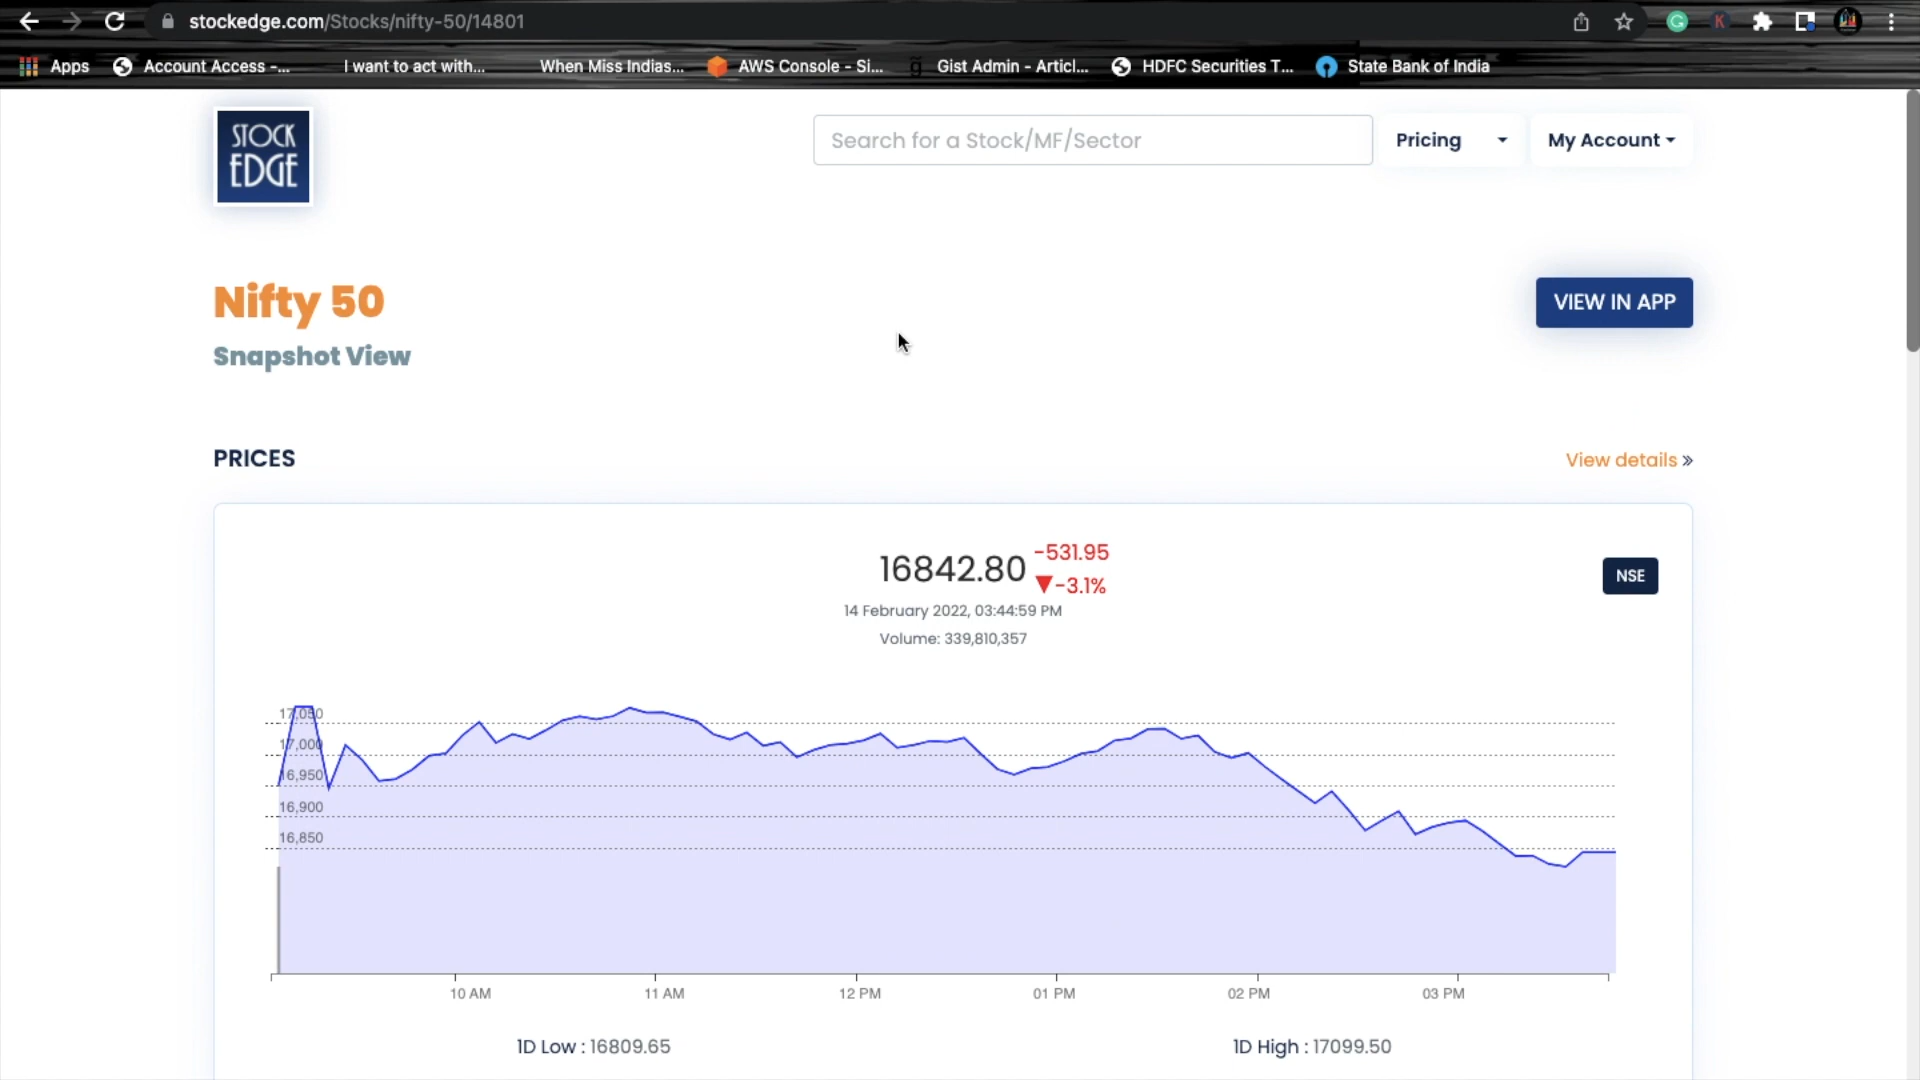 stockedge.com/Stocks/nifty-50/14801
Apps
Account Access -...
I want to act with...
When Miss Indias...
AWS Console - Si...
Gist Admin - Articl...
HDFC Securities T...
State Bank of India
STOCK
EDGE
Search for a Stock/MF/Sector
Pricing
My Account
Nifty 50
VIEW IN APP
Snapshot View
PRICES
View details »
16842.80
-531.95
▼-3.1%
NSE
14 February 2022, 03:44:59 PM
Volume: 339,810,357
17,050
17,000
16,950
16,900
16,850
10 AM
11 AM
12 PM
01 PM
02 PM
03 PM
1D Low : 16809.65
1D High : 17099.50